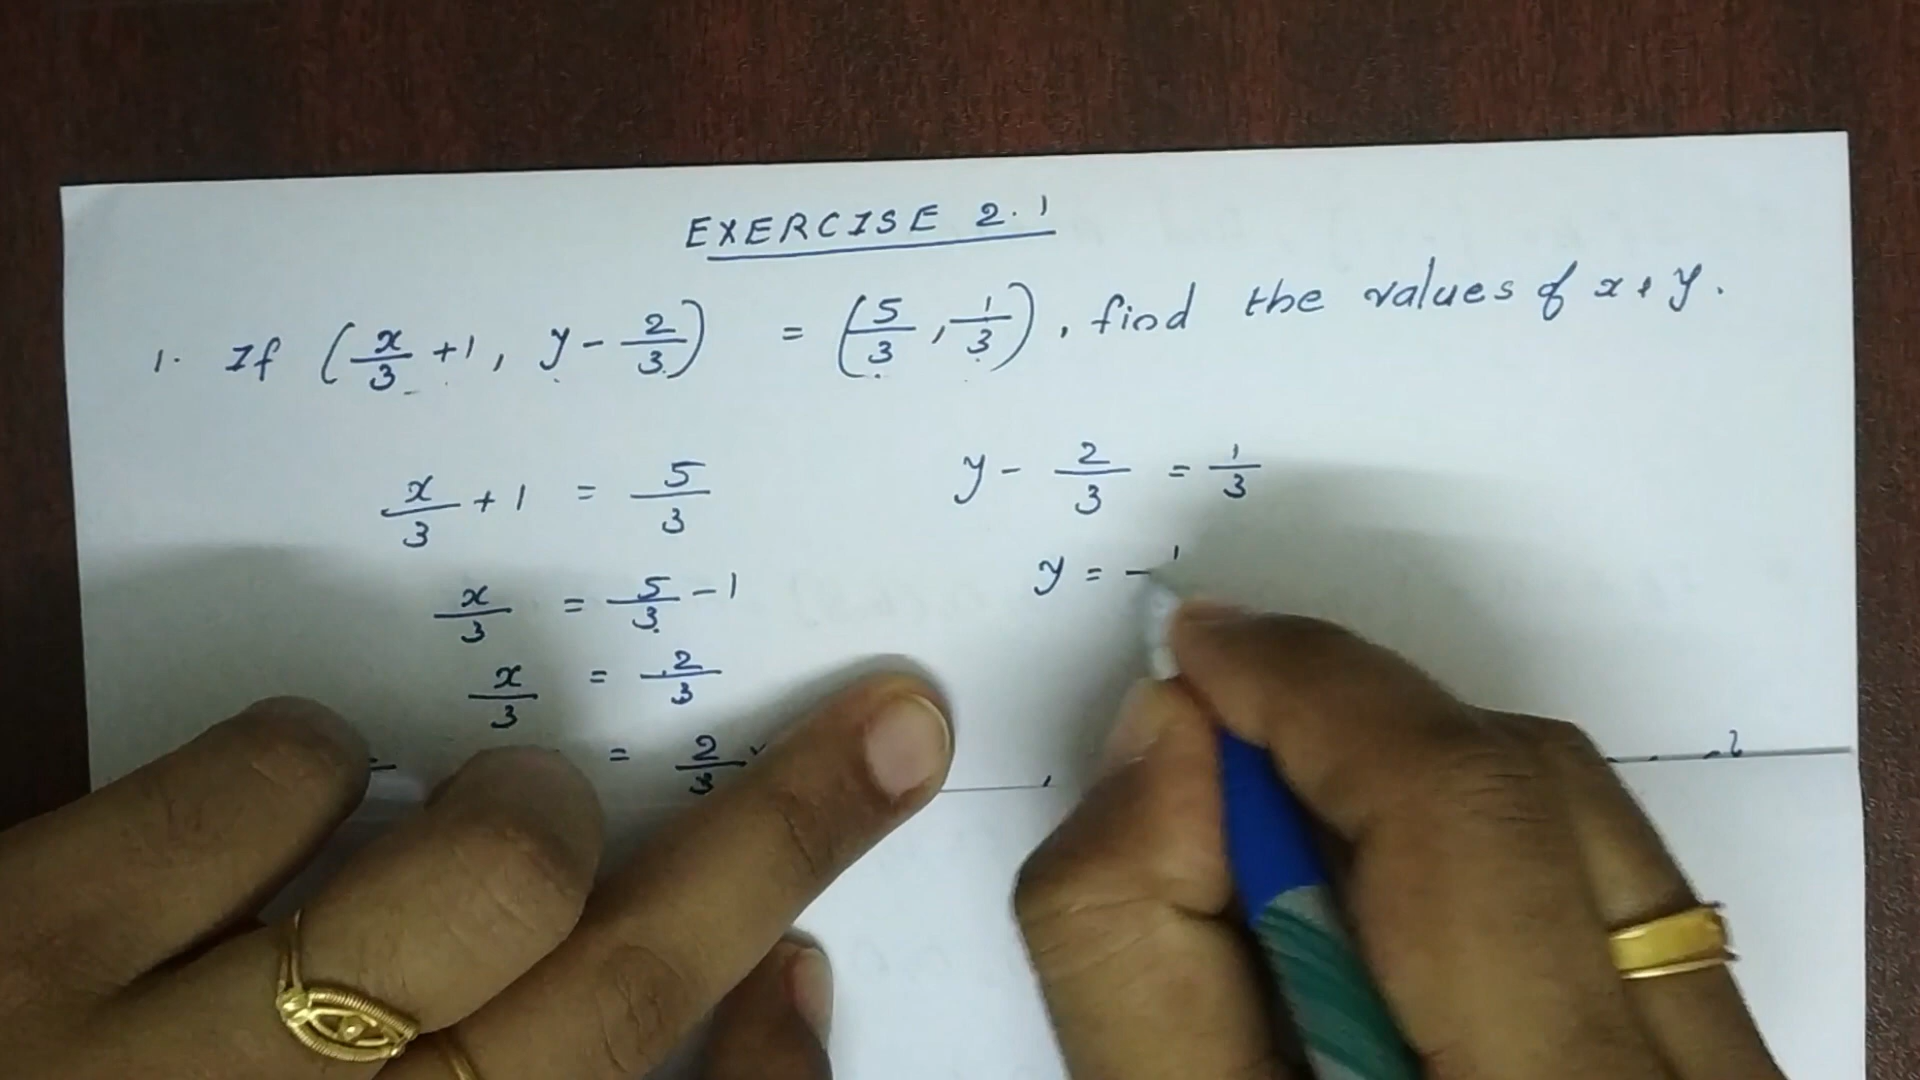 EXERCISE 2.1
1. If (x/3 + 1, y - 2/3) = (5/3, 1/3), find the values of x & y.
x/3 + 1 = 5/3
x/3 = 5/3 - 1
x/3 = 2/3
= 2/3
y - 2/3 = 1/3
y = 1